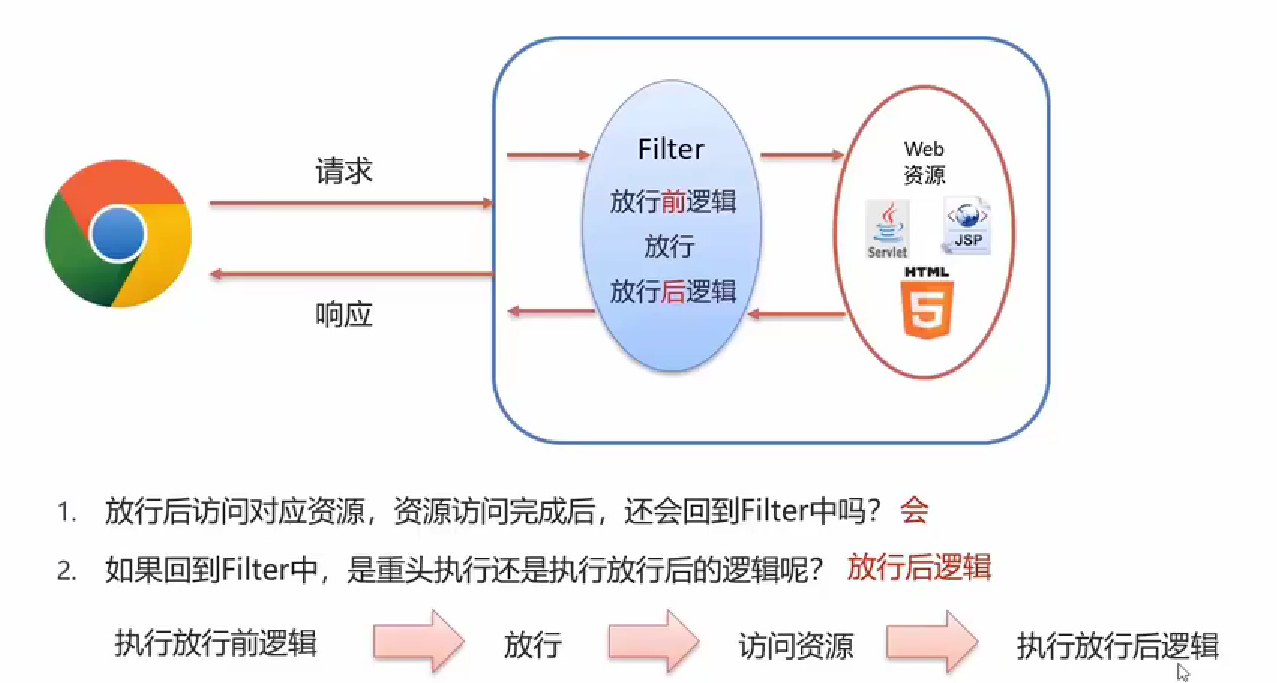 请求
响应
Filter
放行前逻辑
放行
放行后逻辑
Web
资源
Servlet
JSP
HTML
5
1. 放行后访问对应资源，资源访问完成后，还会回到Filter中吗？ 会
2. 如果回到Filter中，是重头执行还是执行放行后的逻辑呢？ 放行后逻辑
执行放行前逻辑 放行 访问资源 执行放行后逻辑